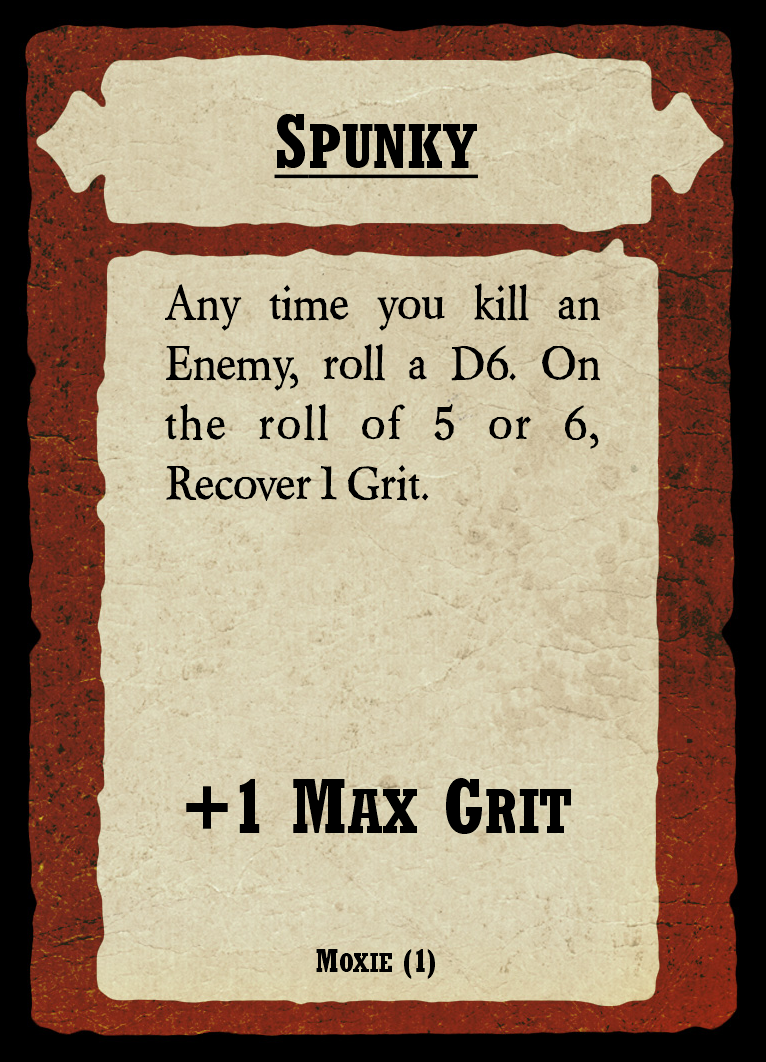 Spunky
Any time you kill an
Enemy, roll a D6. On
the roll of 5 or 6,
Recover 1 Grit.
+1 Max Grit
Moxie (1)